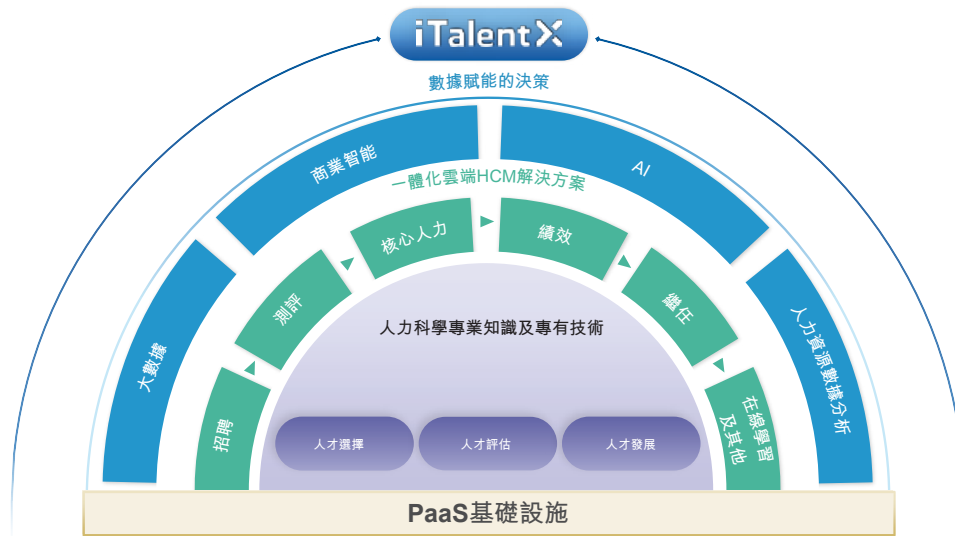 iTalentX
數據賦能的決策
大數據
商業智能
AI
人力資源數據分析
一體化雲端HCM解決方案
招聘
測評
核心人力
績效
繼任
在線學習
及其他
人力科學專業知識及專有技術
人才選擇
人才評估
人才發展
PaaS基礎設施